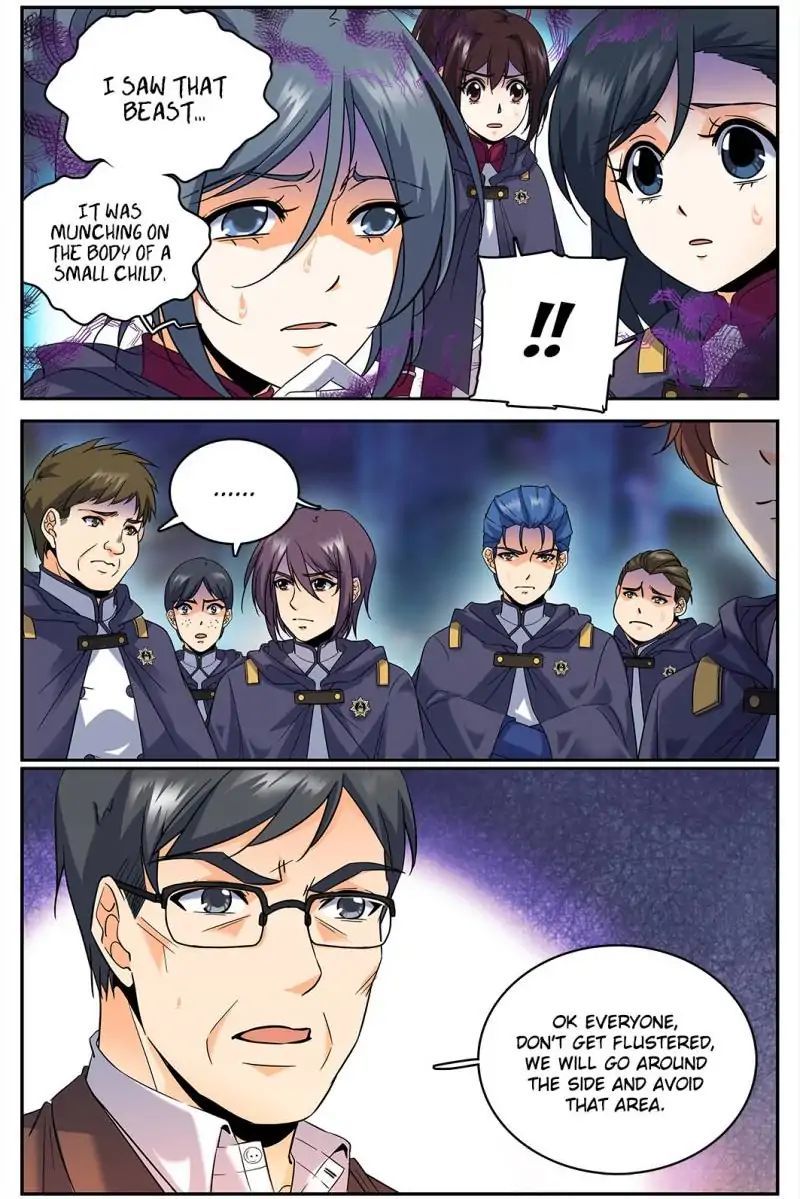 I SAW THAT
BEAST...
IT WAS
MUNCHING ON
THE BODY OF A
SMALL CHILD.
!!
......
OK EVERYONE,
DON'T GET FLUSTERED,
WE WILL GO AROUND
THE SIDE AND AVOID
THAT AREA.